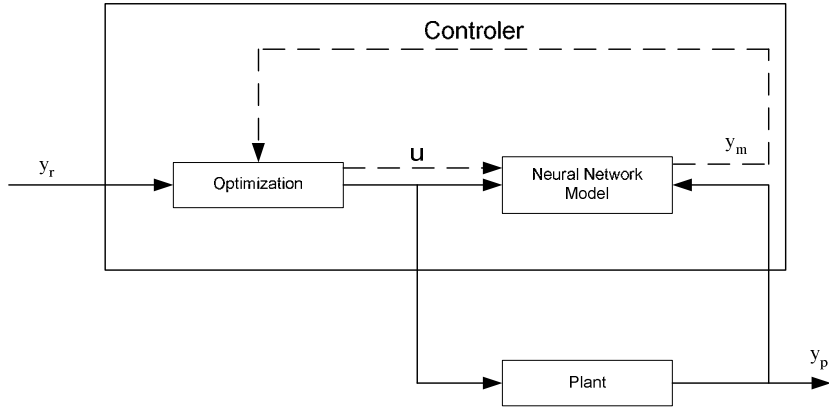 Controler
y_r
Optimization
u
Neural Network
Model
y_m
Plant
y_p